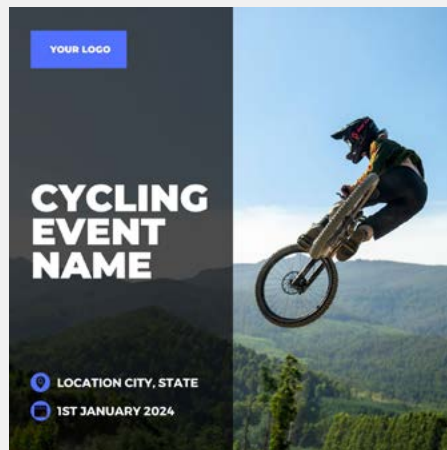 YOUR LOGO
CYCLING
EVENT
NAME
LOCATION CITY, STATE
1ST JANUARY 2024